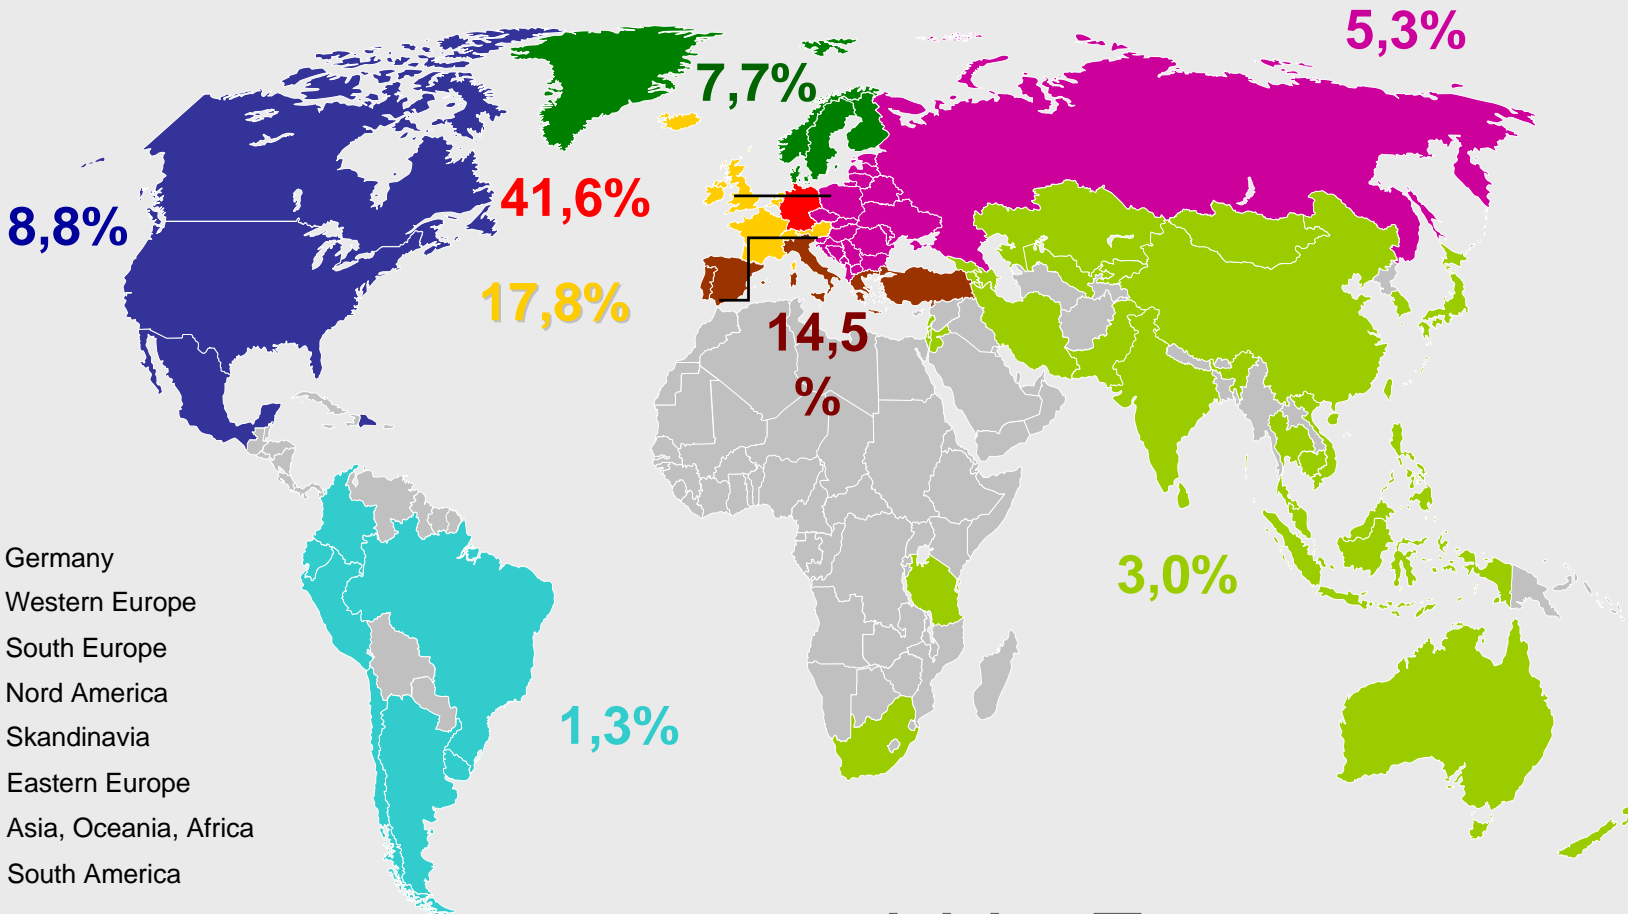 5,3%
7,7%
41,6%
8,8%
17,8%
14,5
%
3,0%
1,3%
Germany
Western Europe
South Europe
Nord America
Skandinavia
Eastern Europe
Asia, Oceania, Africa
South America